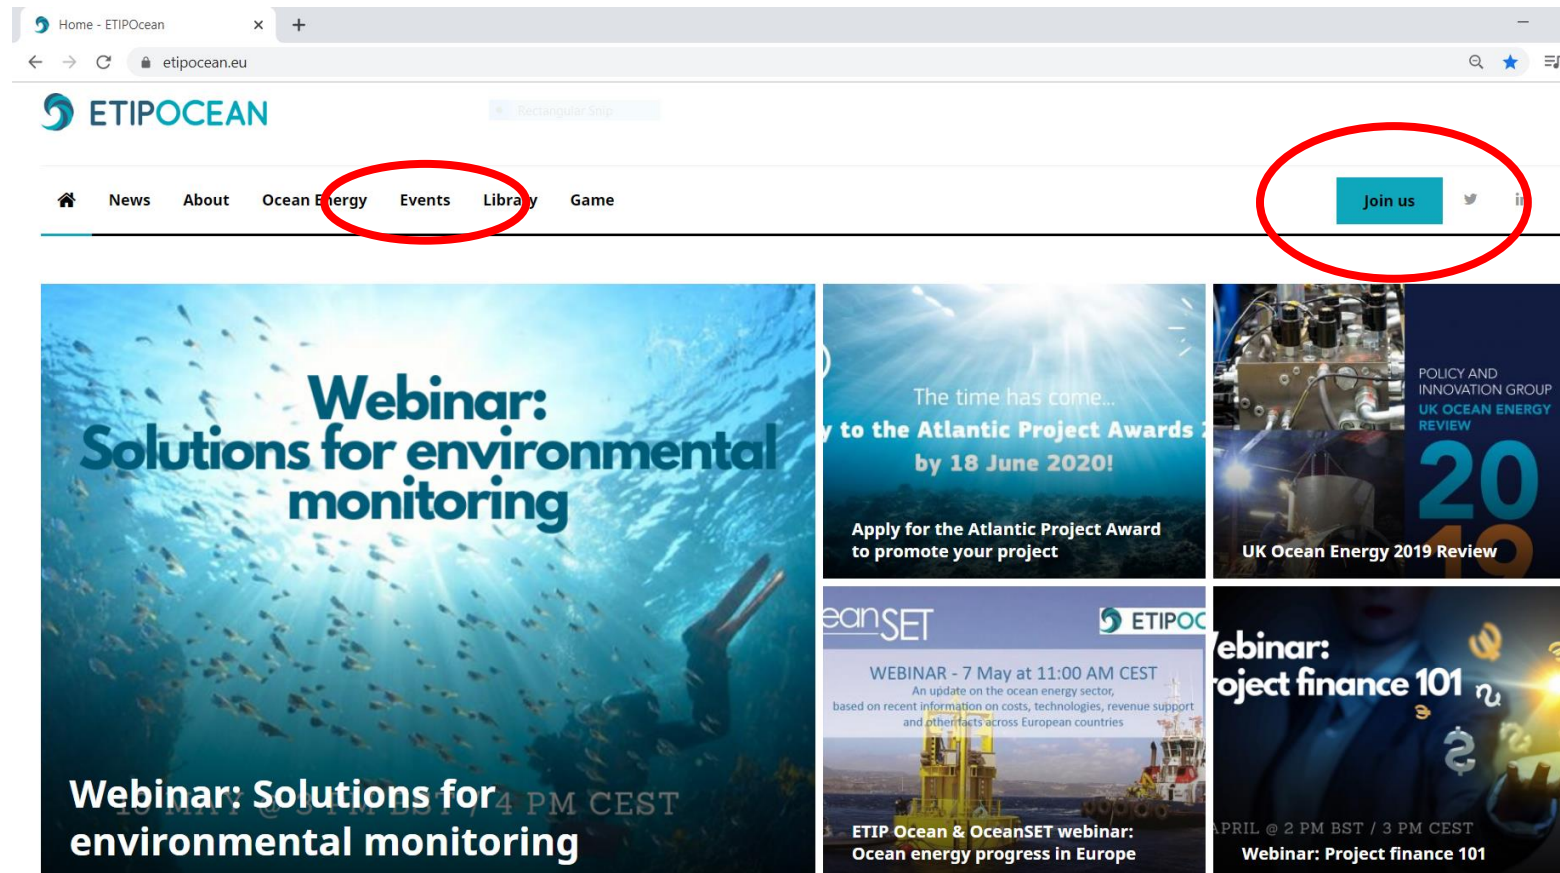 Home - ETIPOcean
etipocean.eu
ETIPOCEAN
Rectangular Snip
News About Ocean Energy Events Library Game
Join us
in
Webinar:
Solutions for environmental
monitoring
PM CEST
Webinar: Solutions for
environmental monitoring
The time has come...
y to the Atlantic Project Awards
by 18 June 2020!
Apply for the Atlantic Project Award
to promote your project
POLICY AND
INNOVATION GROUP
UK OCEAN ENERGY
REVIEW
20
19
UK Ocean Energy 2019 Review
eanSET
ETIPOC
WEBINAR - 7 May at 11:00 AM CEST
An update on the ocean energy sector,
based on recent information on costs, technologies, revenue support
and other facts across European countries
ETIP Ocean & OceanSET webinar:
Ocean energy progress in Europe
ebinar:
roject finance 101
APRIL @ 2 PM BST / 3 PM CEST
Webinar: Project finance 101